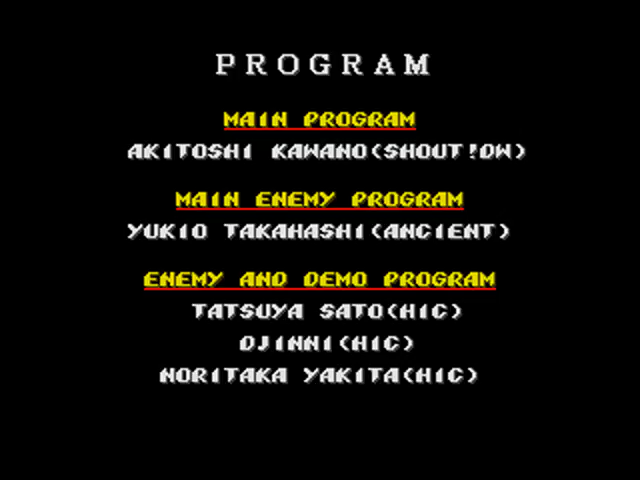 PROGRAM
MAIN PROGRAM
AKITOSHI KAWANO(SHOUT!DW)
MAIN ENEMY PROGRAM
YUKIO TAKAHASHI(ANCIENT)
ENEMY AND DEMO PROGRAM
TATSUYA SATO(HIC)
DJINNI(HIC)
NORITAKA YAKITA(HIC)